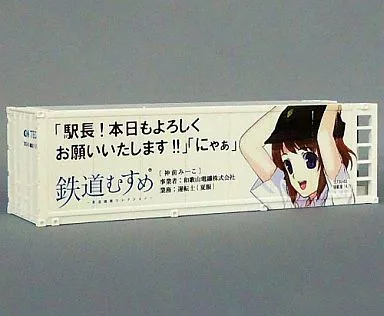 「駅長！本日もよろしく
お願いいたします!!」「にゃぁ」
鉄道むすめ
［神前みーこ］
事業者：和歌山電鐵株式会社
業務：運転士［夏服］